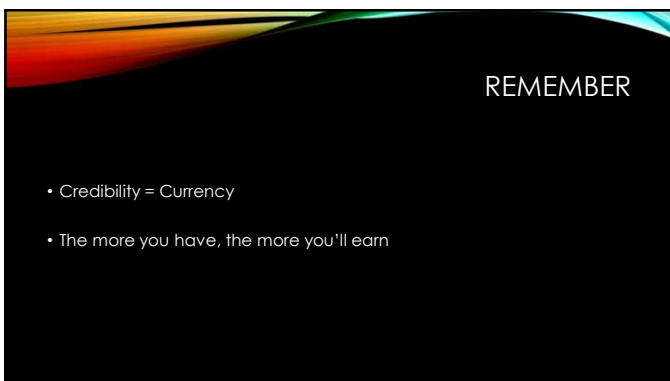 REMEMBER
• Credibility = Currency
• The more you have, the more you’ll earn